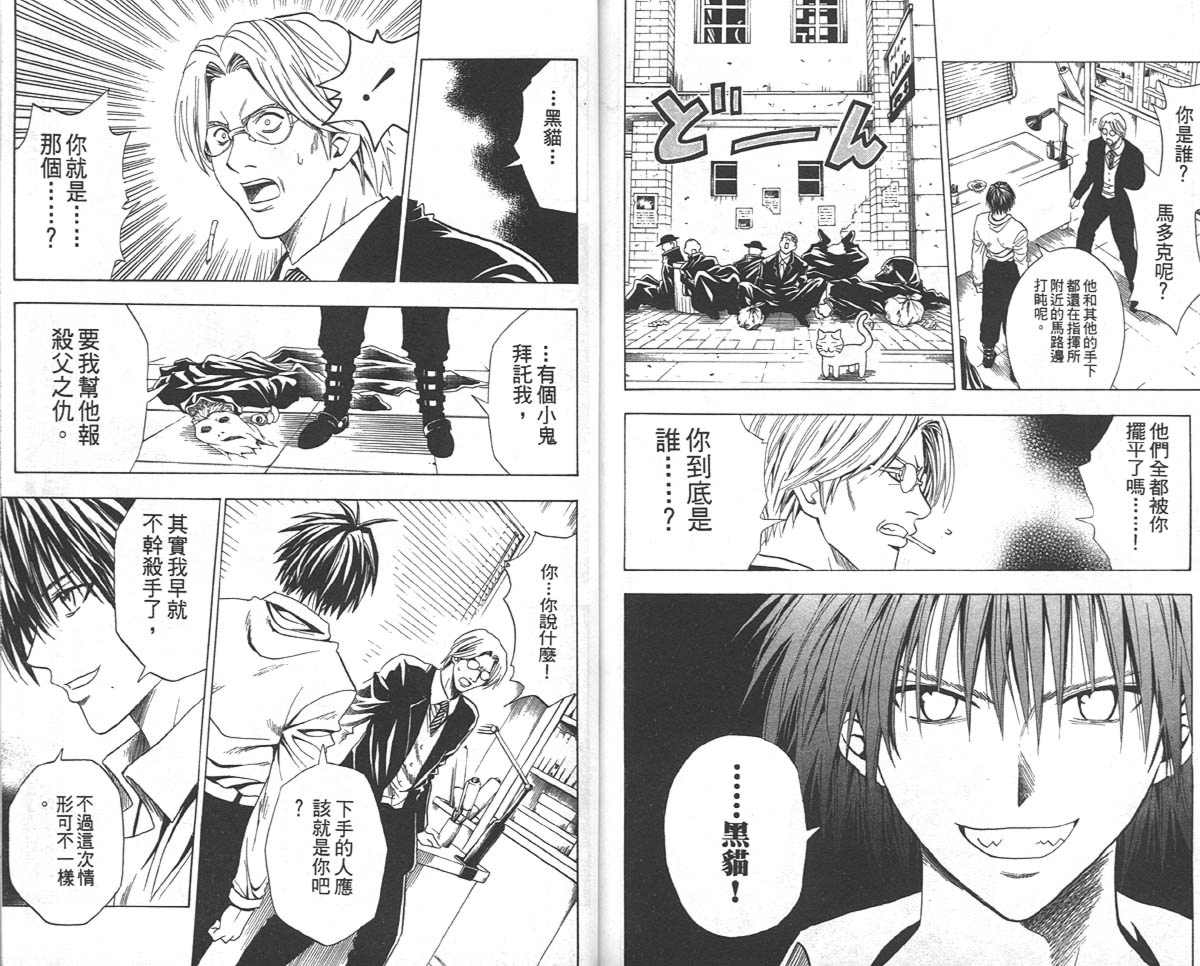 你是誰？
馬多克呢？
他和其他的手下
都還在指揮所
附近的馬路邊
打盹呢。
どーーん
他們全都被你
擺平了嗎……！
你到底是
誰……？
……黑貓！
…黑貓…
！
你就是……
那個……？
…有個小鬼
拜託我，
要我幫他報
殺父之仇。
你…你說什麼！
下手的人應
該就是你吧
？
其實我早就
不幹殺手了，
不過這次情
形可不一樣
。